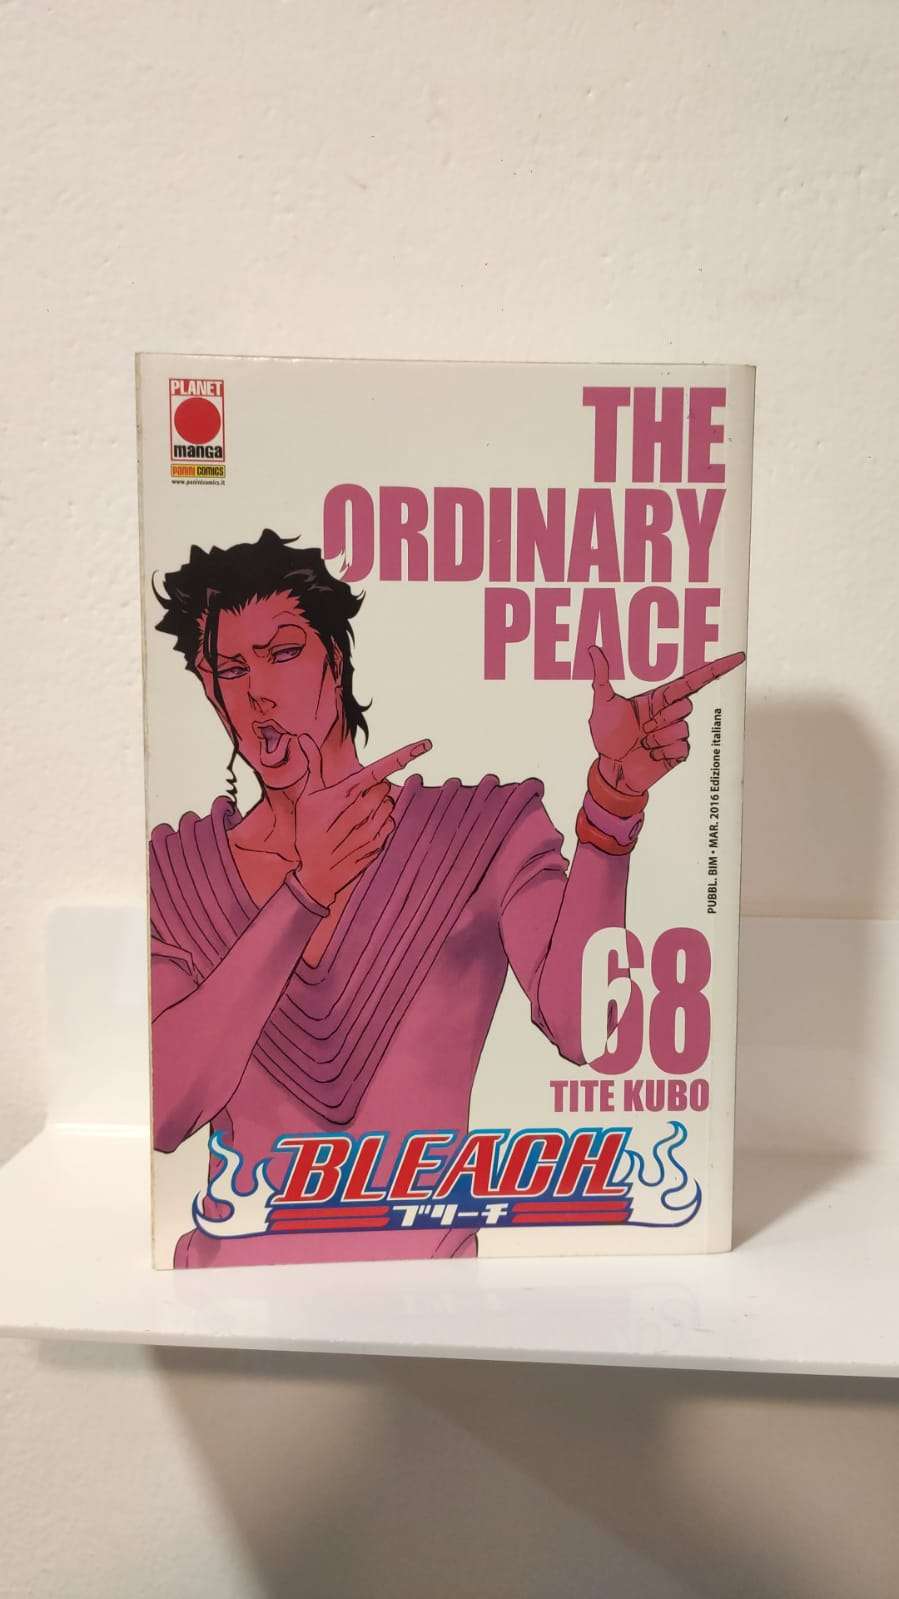 PLANET
manga
PANINI COMICS
www.paninicomics.it
THE
ORDINARY
PEACE
PUBBL. BIM • MAR. 2016 Edizione italiana
68
TITE KUBO
BLEACH
ブリーチ